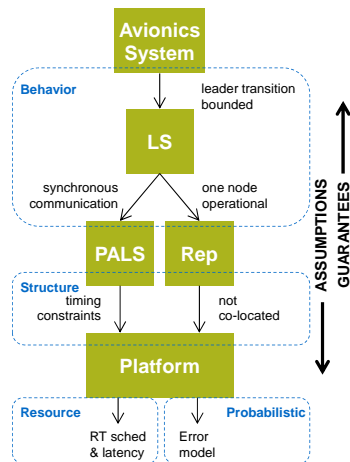 Avionics
System
Behavior
leader transition
bounded
LS
synchronous
communication
one node
operational
PALS
Rep
Structure
timing
constraints
not
co-located
Platform
Resource
Probabilistic
RT sched
& latency
Error
model
ASSUMPTIONS
GUARANTEES